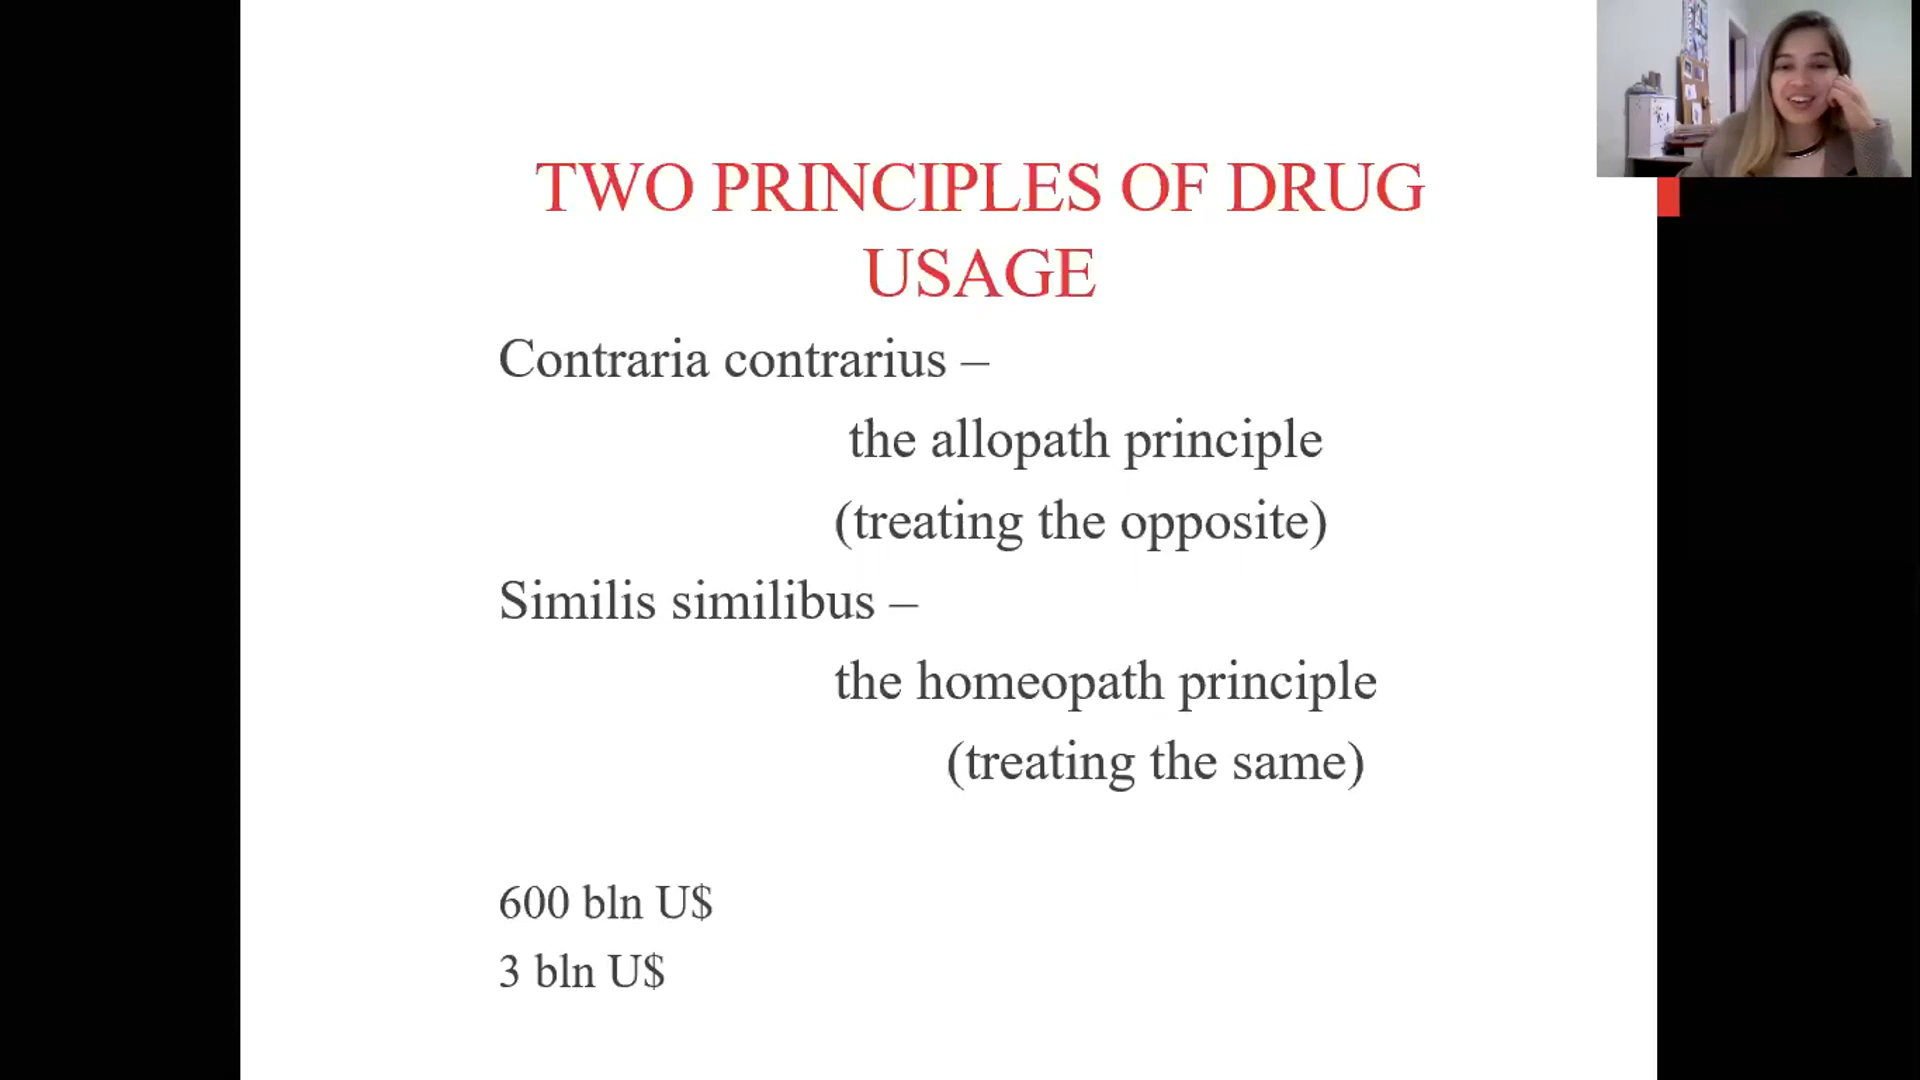 TWO PRINCIPLES OF DRUG
USAGE
Contraria contrarius –
the allopath principle
(treating the opposite)
Similis similibus –
the homeopath principle
(treating the same)
600 bln U$
3 bln U$